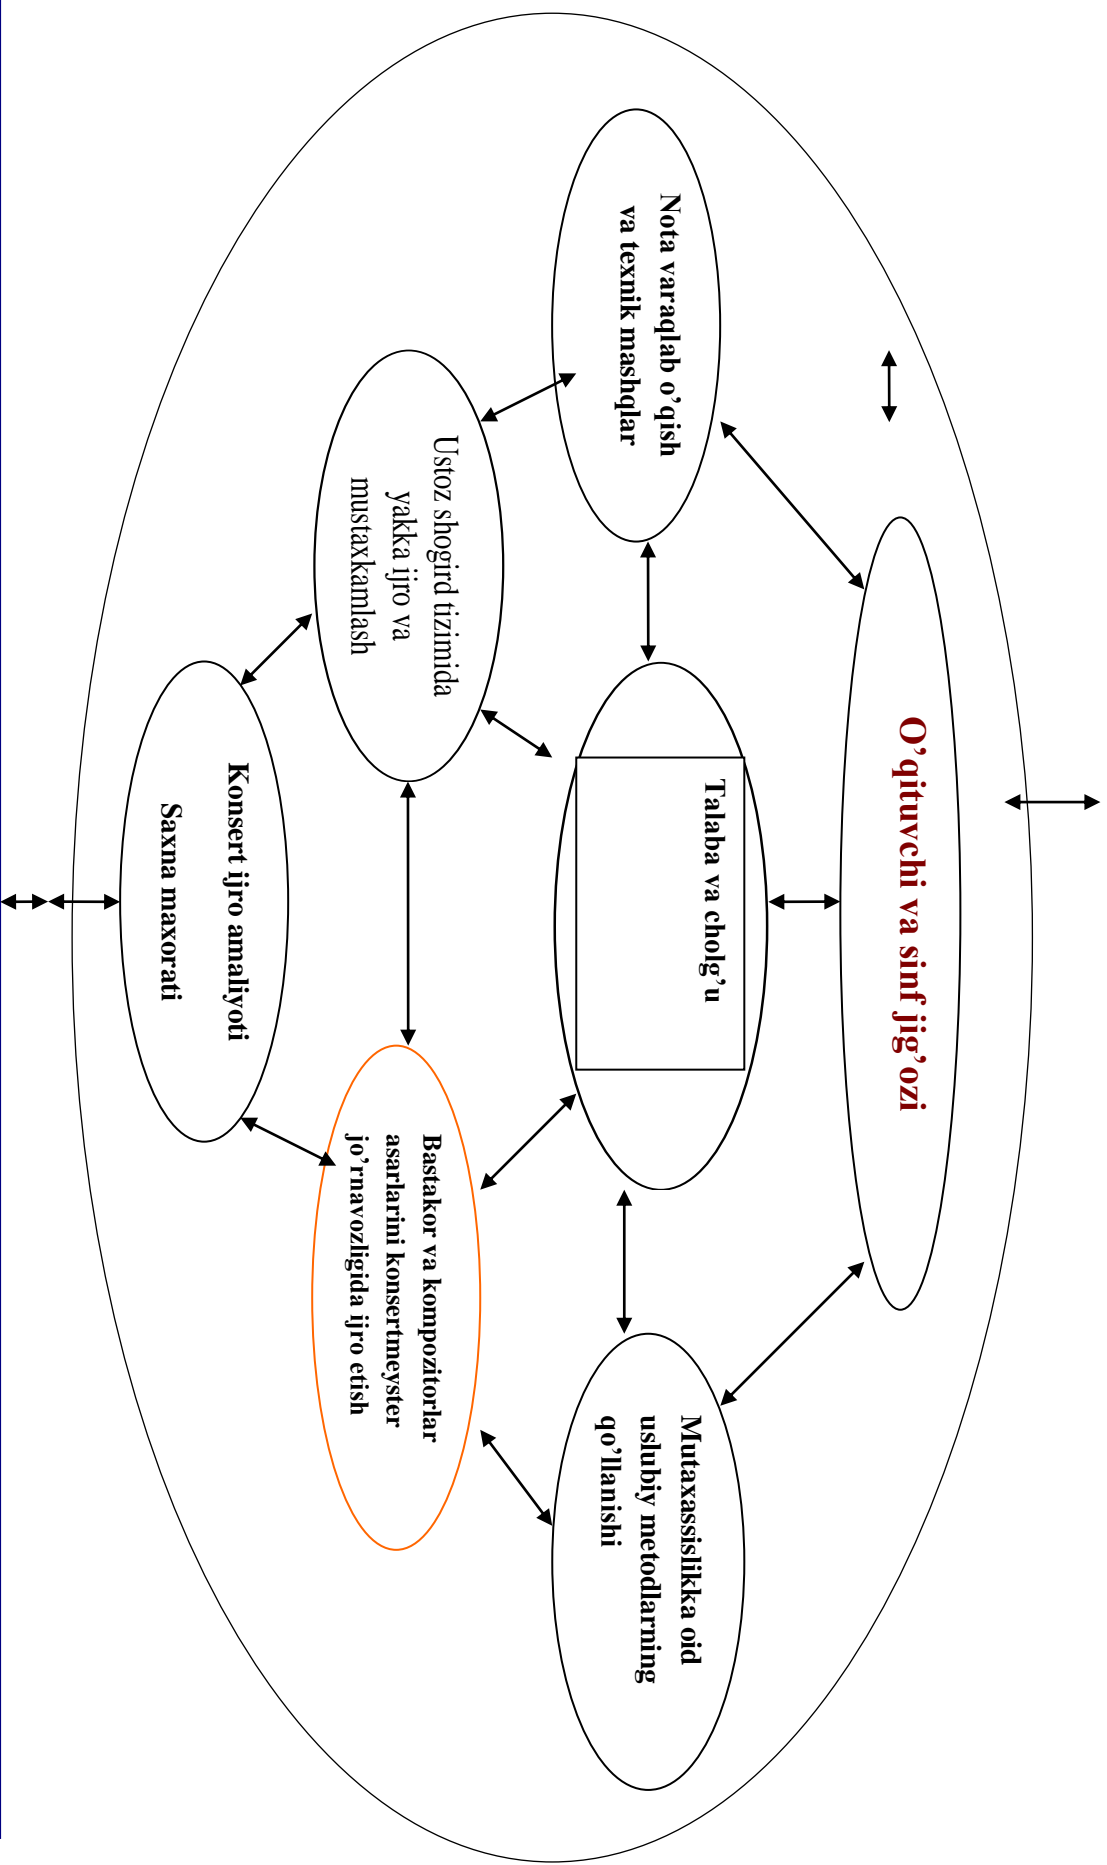 O’qituvchi va sinf jig’ozi
Nota varaqlab o’qish
va texnik mashqlar
Talaba va cholg’u
Mutaxassislikka oid
uslubiy metodlarning
qo’llanishi
Ustoz shogird tizimida
yakka ijro va
mustaxkamlash
Bastakor va kompozitorlar
asarlarini konsertmeyster
jo’rnavozligida ijro etish
Konsert ijro amaliyoti
Saxna maxorati